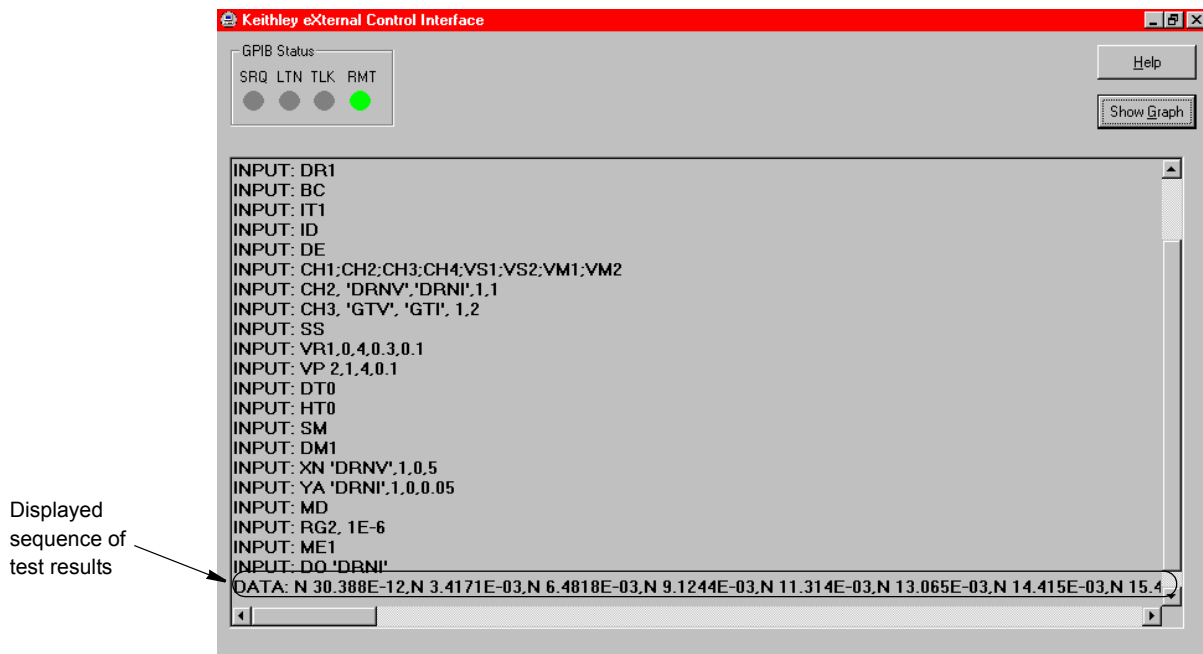 Keithley eXternal Control Interface
GPIB Status
SRQ LTN TLK RMT
Help
Show Graph
INPUT: DR1
INPUT: BC
INPUT: IT1
INPUT: ID
INPUT: DE
INPUT: CH1;CH2;CH3;CH4;VS1;VS2;VM1;VM2
INPUT: CH2, 'DRNV','DRNI',1,1
INPUT: CH3, 'GTV', 'GTI', 1,2
INPUT: SS
INPUT: VR1,0,4,0.3,0.1
INPUT: VP 2,1,4,0.1
INPUT: DT0
INPUT: HT0
INPUT: SM
INPUT: DM1
INPUT: XN 'DRNV',1,0,5
INPUT: YA 'DRNI',1,0,0.05
INPUT: MD
INPUT: RG2, 1E-6
INPUT: ME1
INPUT: DO 'DRNI'
DATA: N 30.388E-12,N 3.4171E-03,N 6.4818E-03,N 9.1244E-03,N 11.314E-03,N 13.065E-03,N 14.415E-03,N 15.4
Displayed
sequence of
test results